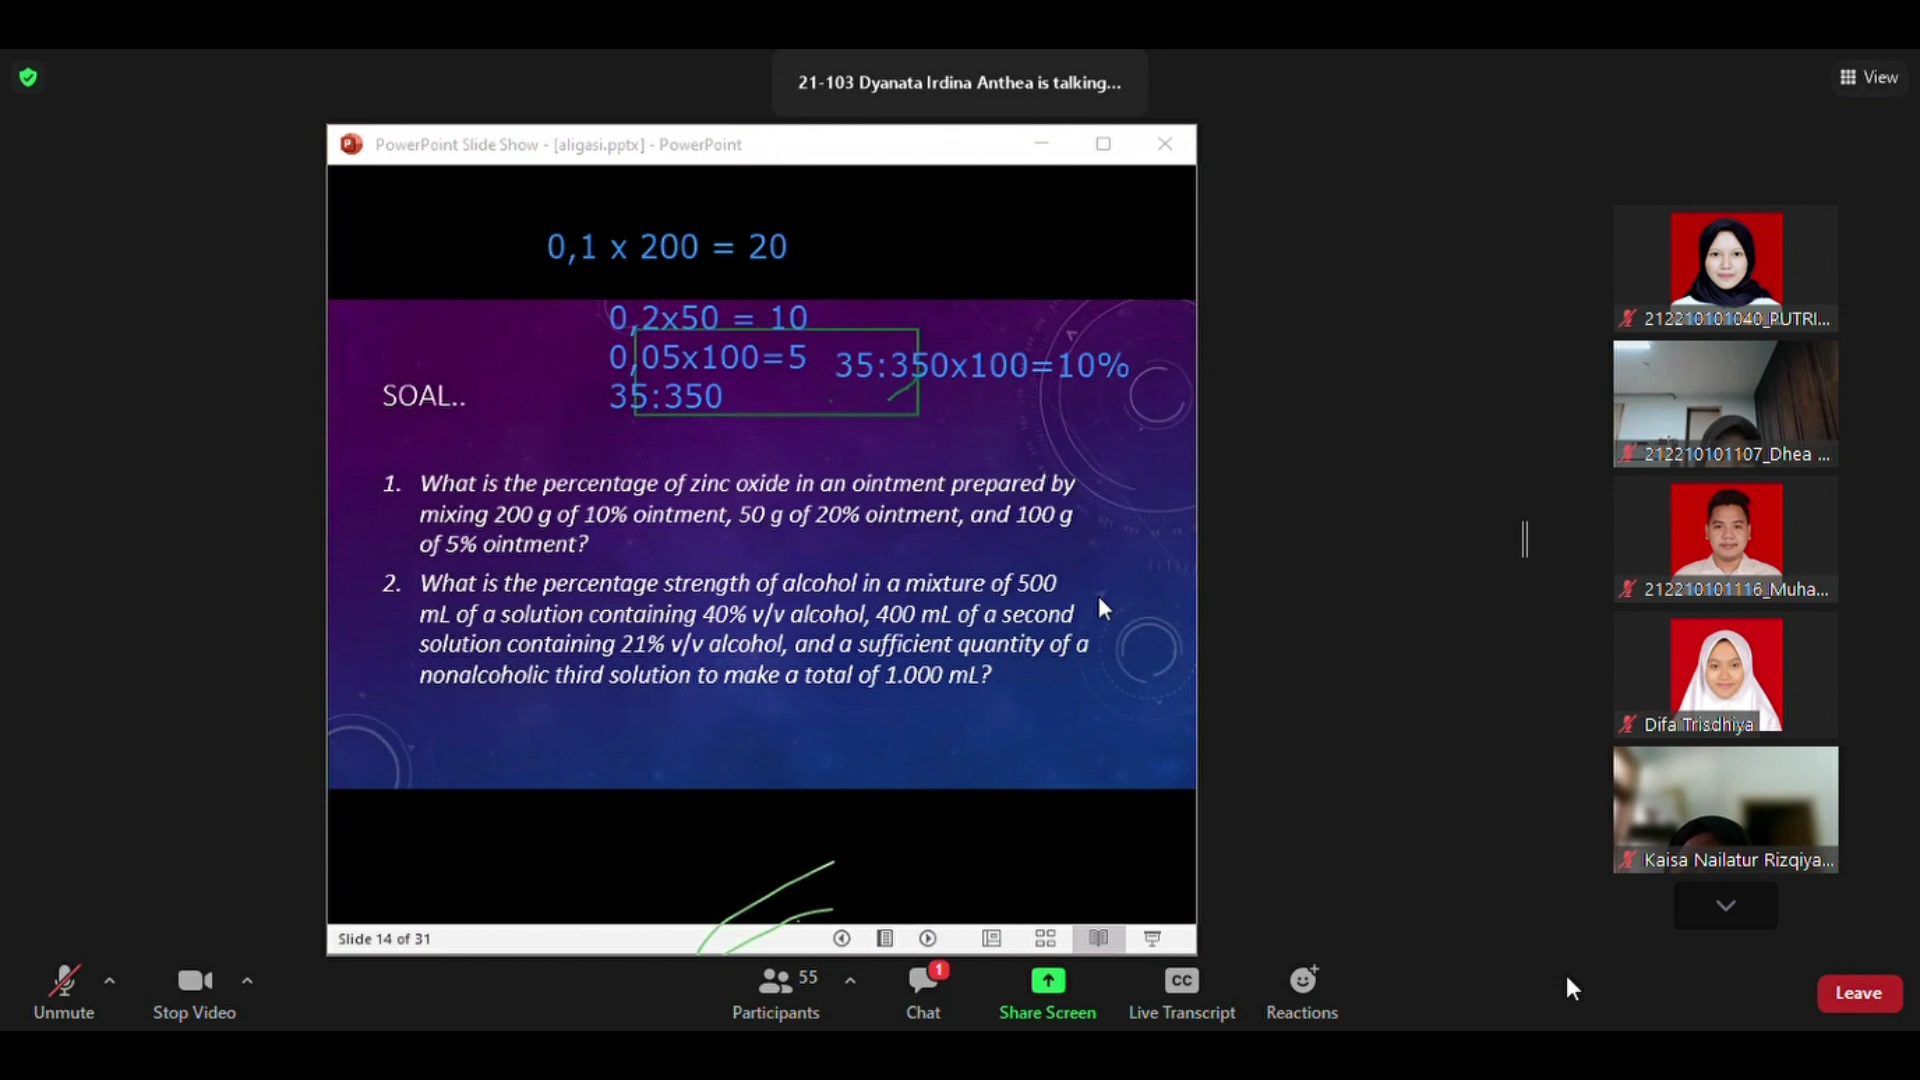 21-103 Dyanata Irdina Anthea is talking...
View
PowerPoint Slide Show - [aligasi.pptx] - PowerPoint
0,1 x 200 = 20
0,2x50 = 10
0,05x100=5
35:350x100=10%
35:350
SOAL..
1. What is the percentage of zinc oxide in an ointment prepared by
mixing 200 g of 10% ointment, 50 g of 20% ointment, and 100 g
of 5% ointment?
2. What is the percentage strength of alcohol in a mixture of 500
mL of a solution containing 40% v/v alcohol, 400 mL of a second
solution containing 21% v/v alcohol, and a sufficient quantity of a
nonalcoholic third solution to make a total of 1.000 mL?
Slide 14 of 31
212210101040_PUTRI...
212210101107_Dhea ...
212210101116_Muha...
Difa Trisdhiya
Kaisa Nailatur Rizqiya...
Unmute
Stop Video
55
Participants
1
Chat
Share Screen
CC
Live Transcript
Reactions
Leave